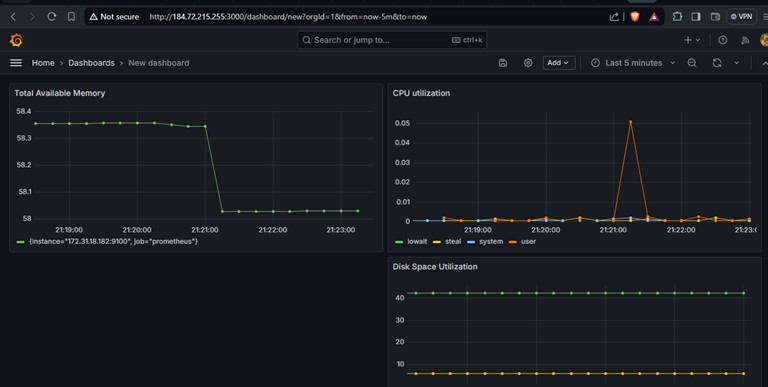 Not secure http://184.72.215.255:3000/dashboard/new?orgId=1&from=now-5m&to=now VPN
Search or jump to... ctrl+k
Home Dashboards New dashboard Add Last 5 minutes
Total Available Memory
58.4
58.3
58.2
58.1
58
21:19:00 21:20:00 21:21:00 21:22:00 21:23:00
{instance="172.31.18.182:9100", job="prometheus"}
CPU utilization
0.05
0.04
0.03
0.02
0.01
0
21:19:00 21:20:00 21:21:00 21:22:00 21:23:0
iowait steal system user
Disk Space Utilization
40
30
20
10